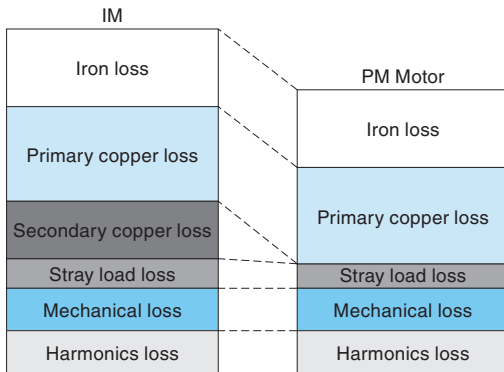 IM
Iron loss
Primary copper loss
Secondary copper loss
Stray load loss
Mechanical loss
Harmonics loss
PM Motor
Iron loss
Primary copper loss
Stray load loss
Mechanical loss
Harmonics loss